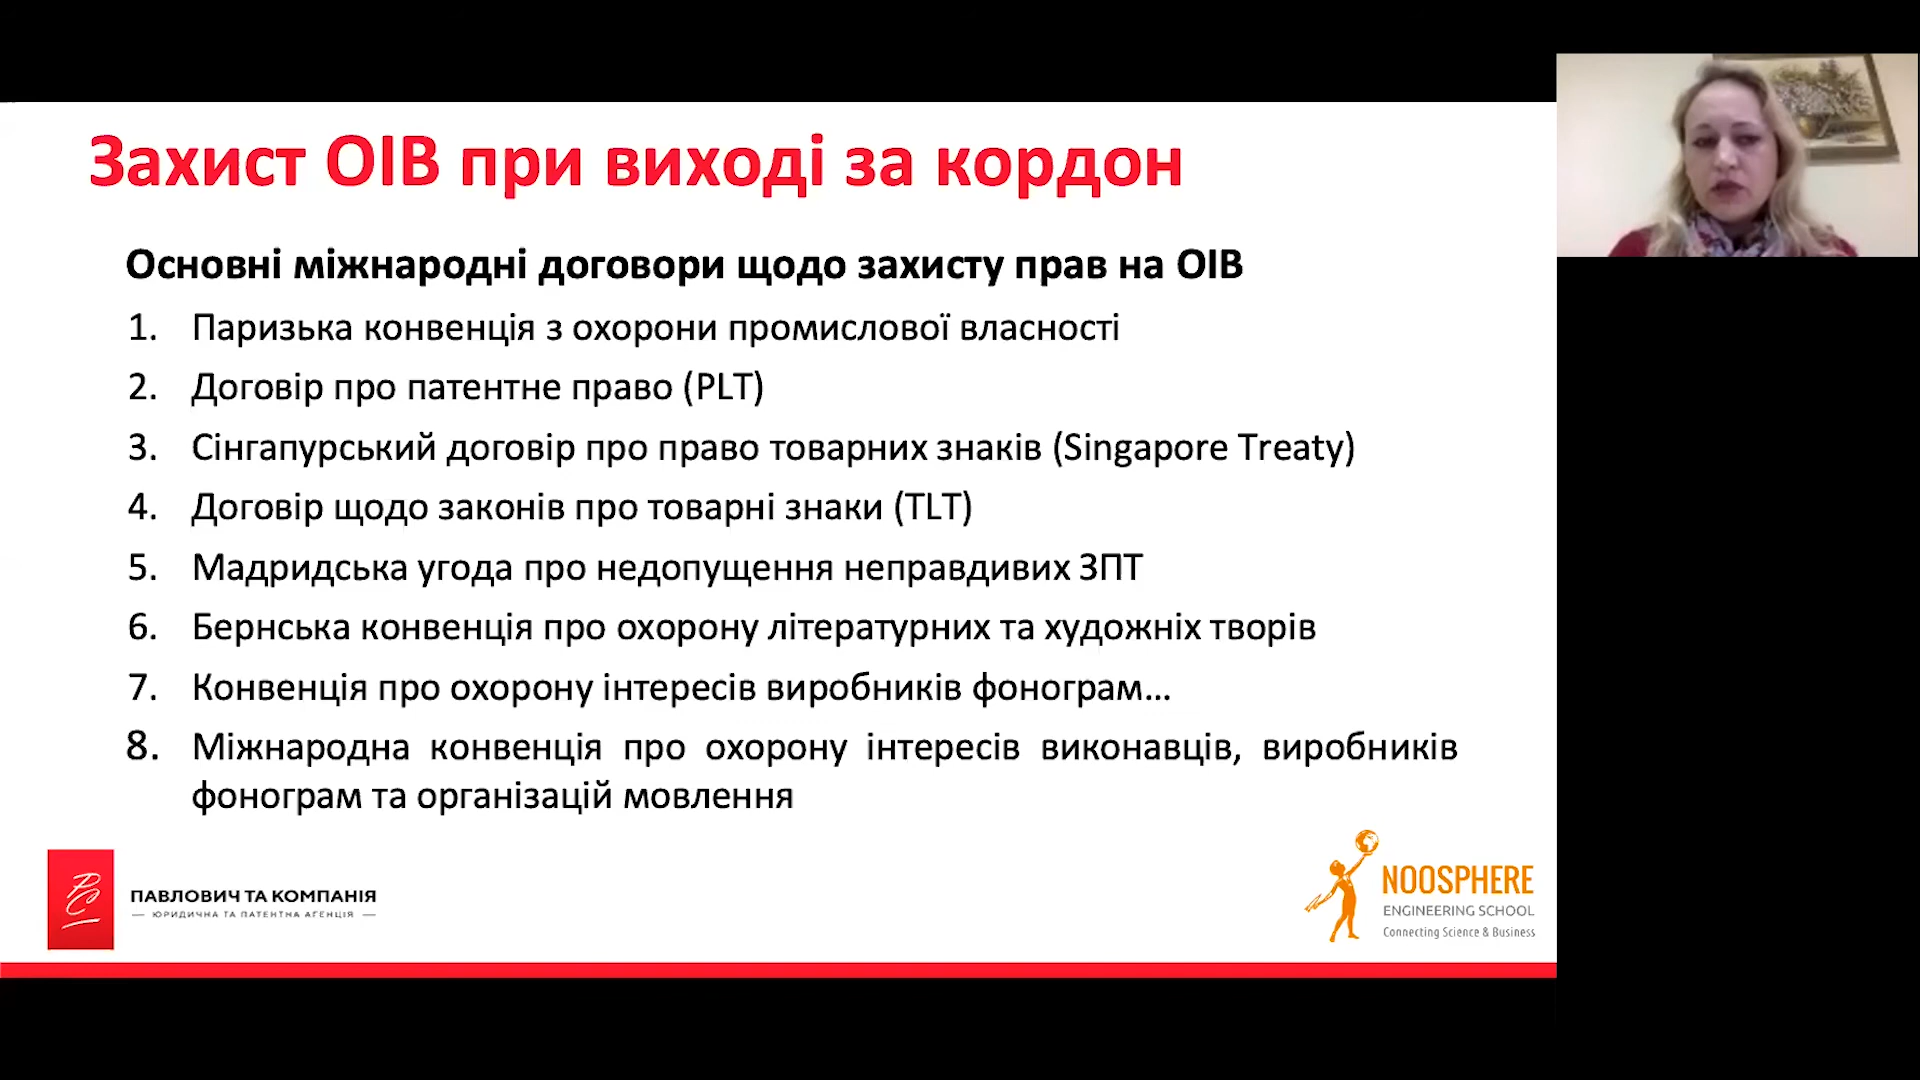 Захист ОІВ при виході за кордон
Основні міжнародні договори щодо захисту прав на ОІВ
1. Паризька конвенція з охорони промислової власності
2. Договір про патентне право (PLT)
3. Сінгапурський договір про право товарних знаків (Singapore Treaty)
4. Договір щодо законів про товарні знаки (TLT)
5. Мадридська угода про недопущення неправдивих ЗПТ
6. Бернська конвенція про охорону літературних та художніх творів
7. Конвенція про охорону інтересів виробників фонограм...
8. Міжнародна конвенція про охорону інтересів виконавців, виробників
фонограм та організацій мовлення
ПАВЛОВИЧ ТА КОМПАНІЯ
— ЮРИДИЧНА ТА ПАТЕНТНА АГЕНЦІЯ —
NOOSPHERE
ENGINEERING SCHOOL
Connecting Science & Business